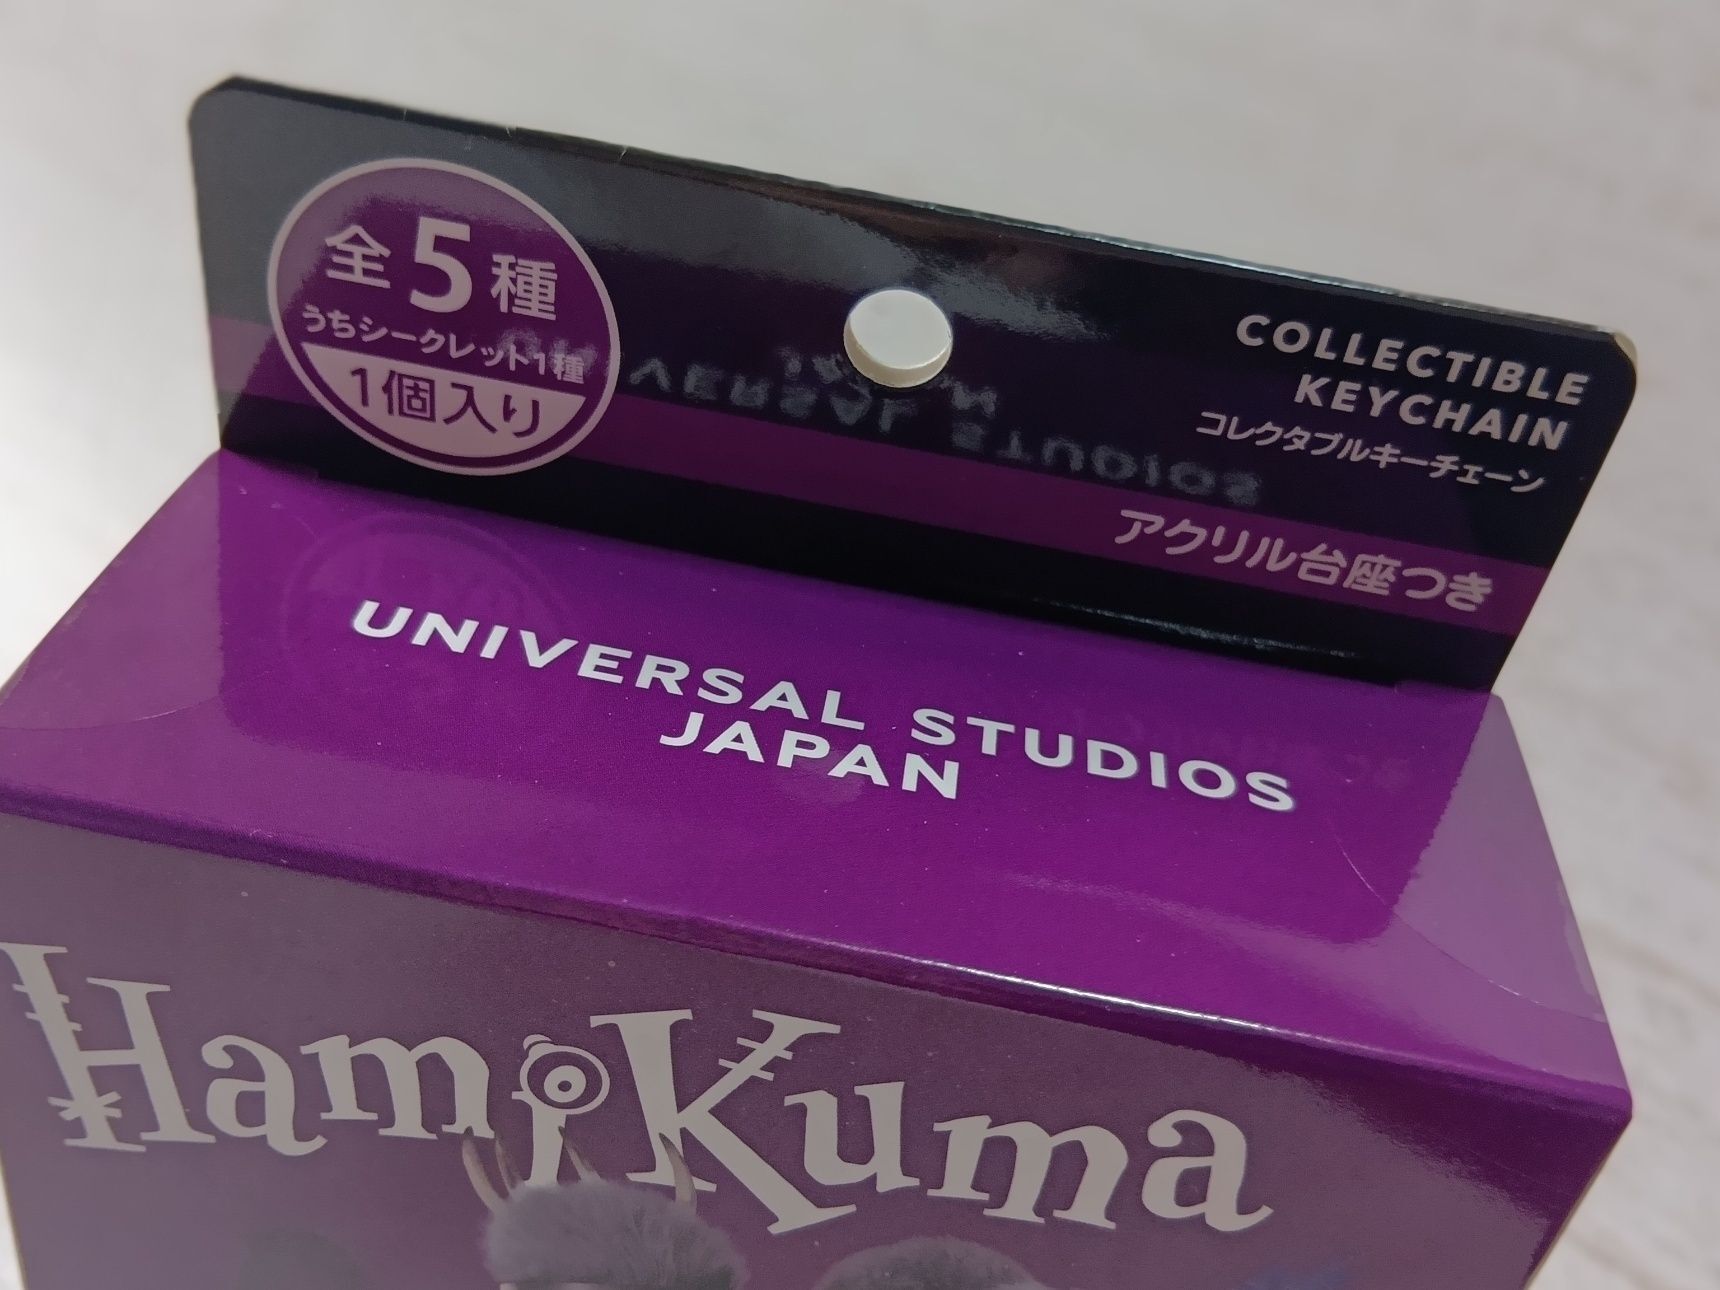 全5種
うちシークレット1種
1個入り
COLLECTIBLE
KEYCHAIN
コレクタブルキーチェーン
アクリル台座つき
UNIVERSAL STUDIOS
JAPAN
HamiKuma